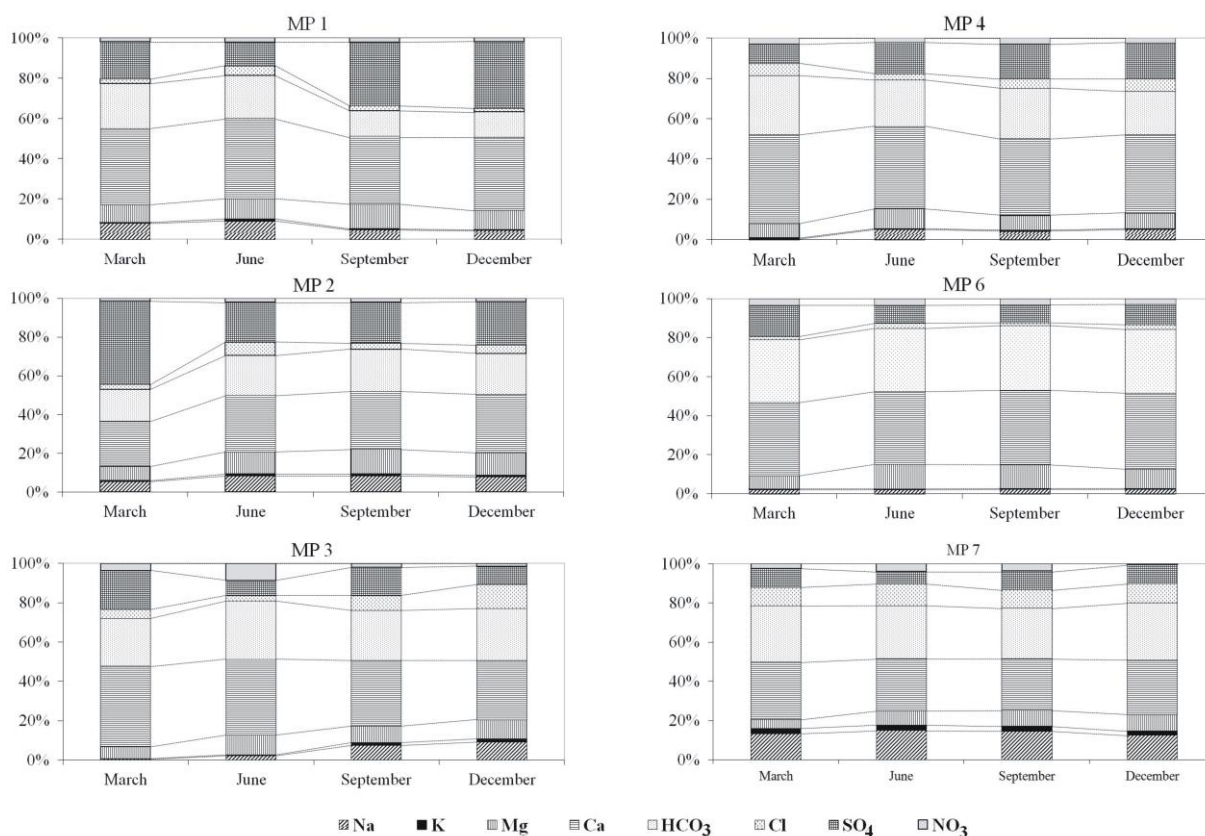 MP 1
100%
80%
60%
40%
20%
0%
March June September December
MP 4
100%
80%
60%
40%
20%
0%
March June September December
MP 2
100%
80%
60%
40%
20%
0%
March June September December
MP 6
100%
80%
60%
40%
20%
0%
March June September December
MP 3
100%
80%
60%
40%
20%
0%
March June September December
MP 7
100%
80%
60%
40%
20%
0%
March June September December
Na K Mg Ca HCO₃ Cl SO₄ NO₃